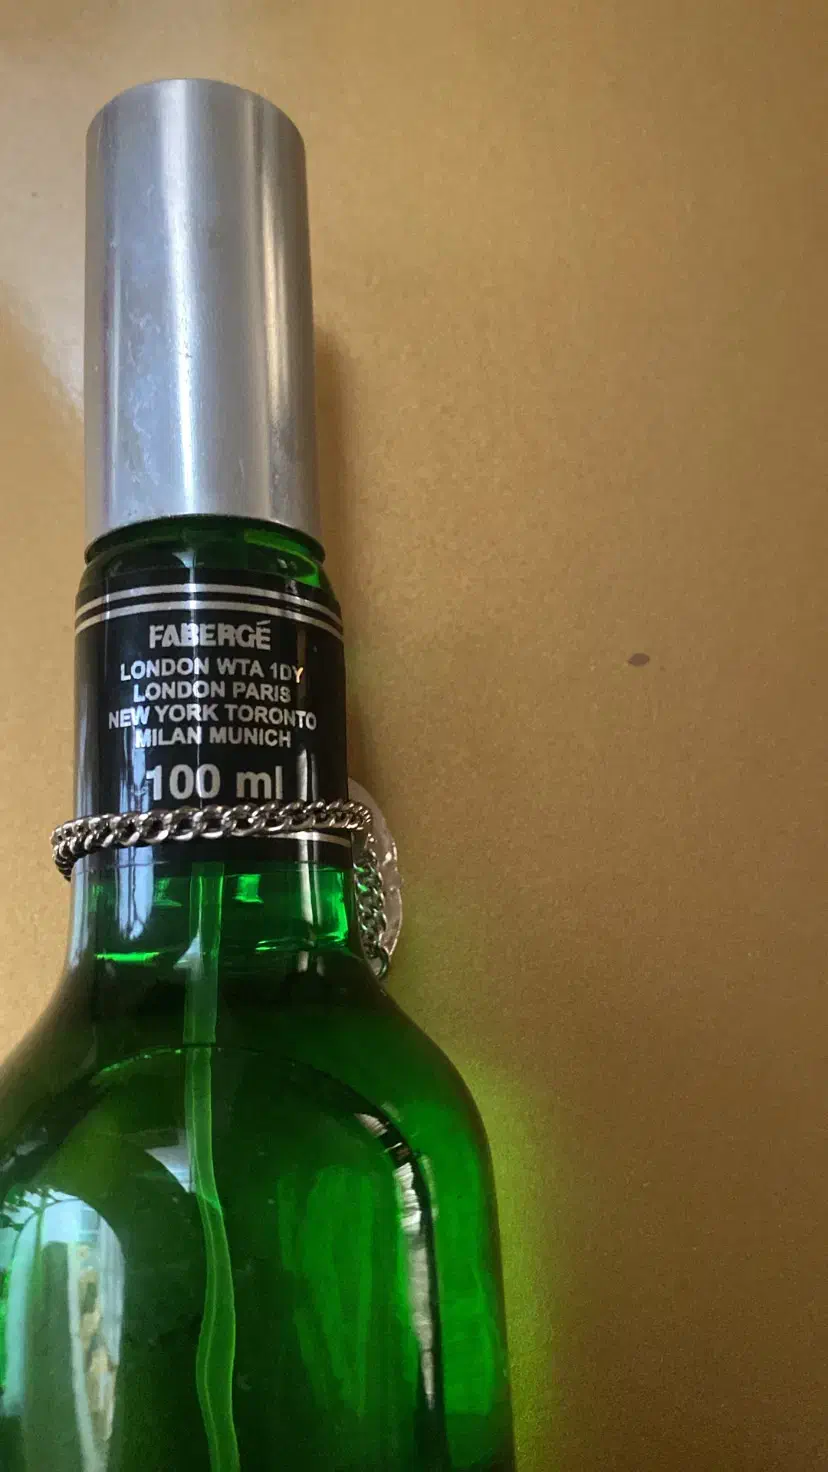 FABERGÉ
LONDON WTA 1DY
LONDON PARIS
NEW YORK TORONTO
MILAN MUNICH
100 ml